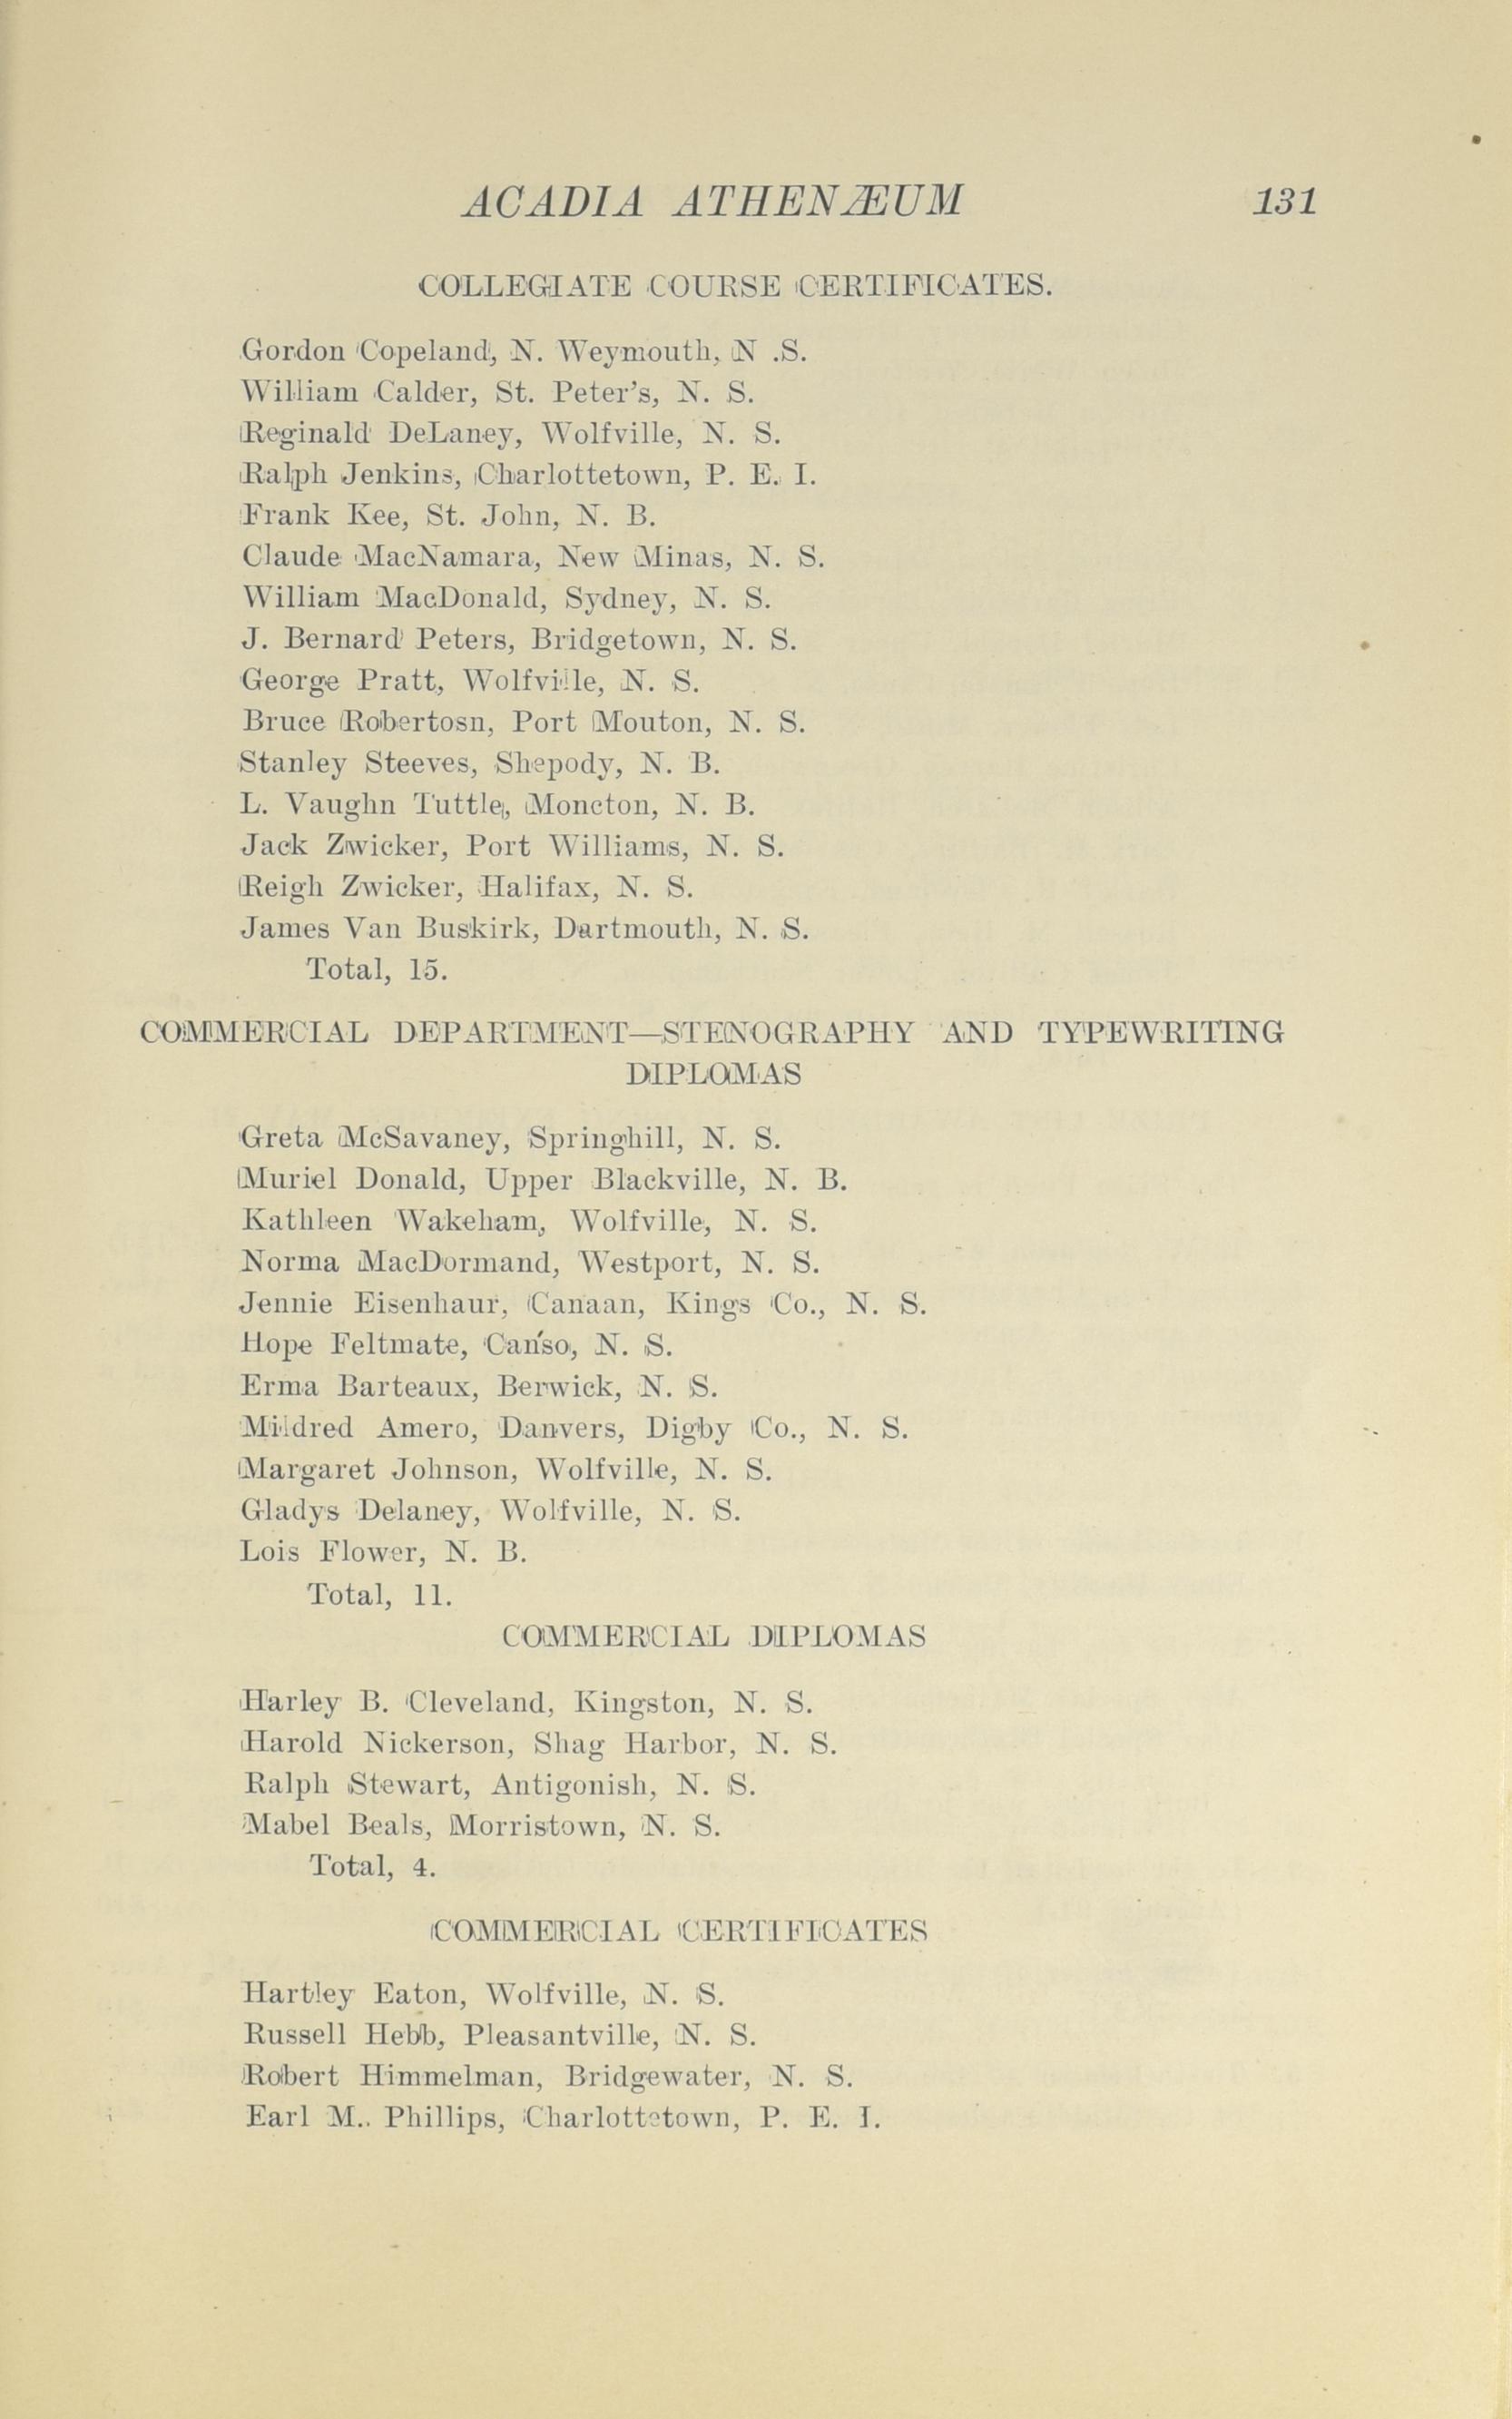 ACADIA ATHENÆUM 131
COLLEGIATE COURSE CERTIFICATES.
Gordon Copeland, N. Weymouth, N .S.
William Calder, St. Peter's, N. S.
Reginald DeLaney, Wolfville, N. S.
Ralph Jenkins, Charlottetown, P. E. I.
Frank Kee, St. John, N. B.
Claude MacNamara, New Minas, N. S.
William MacDonald, Sydney, N. S.
J. Bernard Peters, Bridgetown, N. S.
George Pratt, Wolfville, N. S.
Bruce Robertosn, Port Mouton, N. S.
Stanley Steeves, Shepody, N. B.
L. Vaughn Tuttle, Moncton, N. B.
Jack Zwicker, Port Williams, N. S.
Reigh Zwicker, Halifax, N. S.
James Van Buskirk, Dartmouth, N. S.
Total, 15.
COMMERCIAL DEPARTMENT—STENOGRAPHY AND TYPEWRITING
DIPLOMAS
Greta McSavaney, Springhill, N. S.
Muriel Donald, Upper Blackville, N. B.
Kathleen Wakeham, Wolfville, N. S.
Norma MacDormand, Westport, N. S.
Jennie Eisenhaur, Canaan, Kings Co., N. S.
Hope Feltmate, Canso, N. S.
Erma Barteaux, Berwick, N. S.
Mildred Amero, Danvers, Digby Co., N. S.
Margaret Johnson, Wolfville, N. S.
Gladys Delaney, Wolfville, N. S.
Lois Flower, N. B.
Total, 11.
COMMERCIAL DIPLOMAS
Harley B. Cleveland, Kingston, N. S.
Harold Nickerson, Shag Harbor, N. S.
Ralph Stewart, Antigonish, N. S.
Mabel Beals, Morristown, N. S.
Total, 4.
COMMERCIAL CERTIFICATES
Hartley Eaton, Wolfville, N. S.
Russell Hebb, Pleasantville, N. S.
Robert Himmelman, Bridgewater, N. S.
Earl M.. Phillips, Charlottetown, P. E. I.